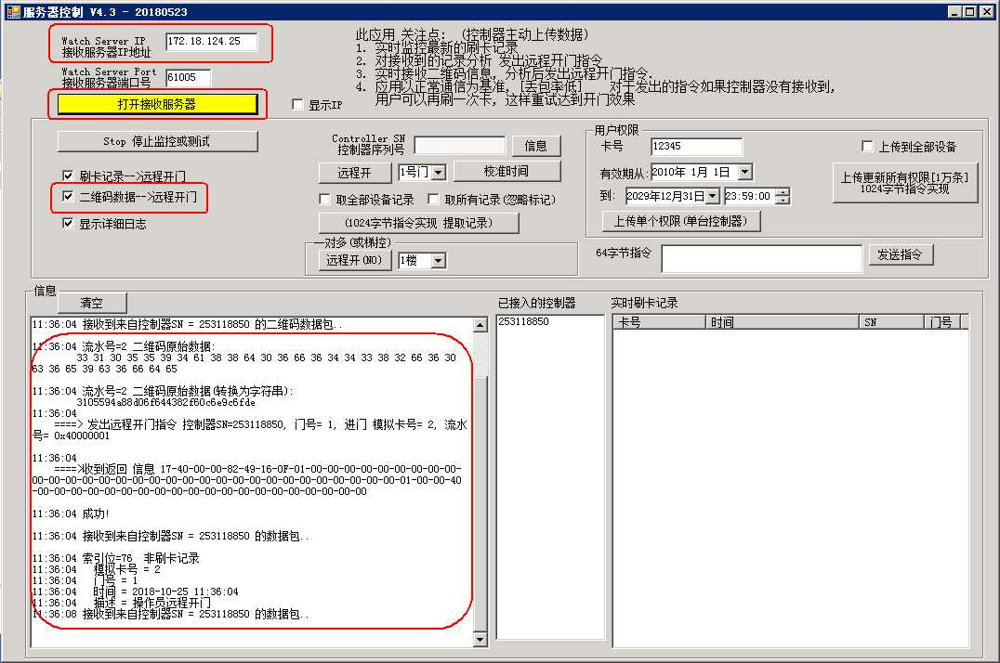 服务器控制 V4.3 - 20180523
Watch Server IP
接收服务器IP地址
172.18.124.25
Watch Server Port
接收服务器端口号
61005
打开接收服务器
显示IP
此应用 关注点: (控制器主动上传数据)
1. 实时监控最新的刷卡记录
2. 对接收到的记录分析 发出远程开门指令
3. 实时接收二维码信息, 分析后发出远程开门指令.
4. 应用以正常通信为基准, [丢包率低] 对于发出的指令如果控制器没有接收到,
用户可以再刷一次卡, 这样重试达到开门效果
Stop 停止监控或测试
刷卡记录-->远程开门
二维码数据-->远程开门
显示详细日志
Controller SN
控制器序列号
信息
远程开
1号门
校准时间
取全部设备记录
取所有记录(忽略标记)
(1024字节指令实现 提取记录)
一对多(或梯控)
远程开(NO)
1楼
用户权限
卡号
12345
上传到全部设备
有效期从:
2010年 1月 1日
到:
2029年12月31日
23:59:00
上传更新所有权限[1万条]
1024字节指令实现
上传单个权限(单台控制器)
64字节指令
发送指令
信息
清空
11:36:04 接收到来自控制器SN = 253118850 的二维码数据包..
11:36:04 流水号=2 二维码原始数据:
33 31 30 35 35 39 34 61 38 38 64 30 36 66 36 34 34 33 38 32 66 36 30
63 36 65 39 63 36 66 64 65
11:36:04 流水号=2 二维码原始数据(转换为字符串):
3105594a88d06f644382f60c6e9c6fde
11:36:04
====> 发出远程开门指令 控制器SN=253118850, 门号= 1, 进门 模拟卡号= 2, 流水
号= 0x40000001
11:36:04
====>收到返回 信息 17-40-00-00-82-49-16-0F-01-00-00-00-00-00-00-00-00-00-
00-00-00-00-00-00-00-00-00-00-00-00-00-00-00-00-00-00-00-00-00-00-01-00-00-40
-00-00-00-00-00-00-00-00-00-00-00-00-00-00-00-00-00-00-00-00
11:36:04 成功!
11:36:04 接收到来自控制器SN = 253118850 的数据包..
11:36:04 索引位=76 非刷卡记录
11:36:04 模拟卡号 = 2
11:36:04 门号 = 1
11:36:04 时间 = 2018-10-25 11:36:04
11:36:04 描述 = 操作员远程开门
11:36:08 接收到来自控制器SN = 253118850 的数据包..
已接入的控制器
253118850
实时刷卡记录
卡号 时间 SN 门号